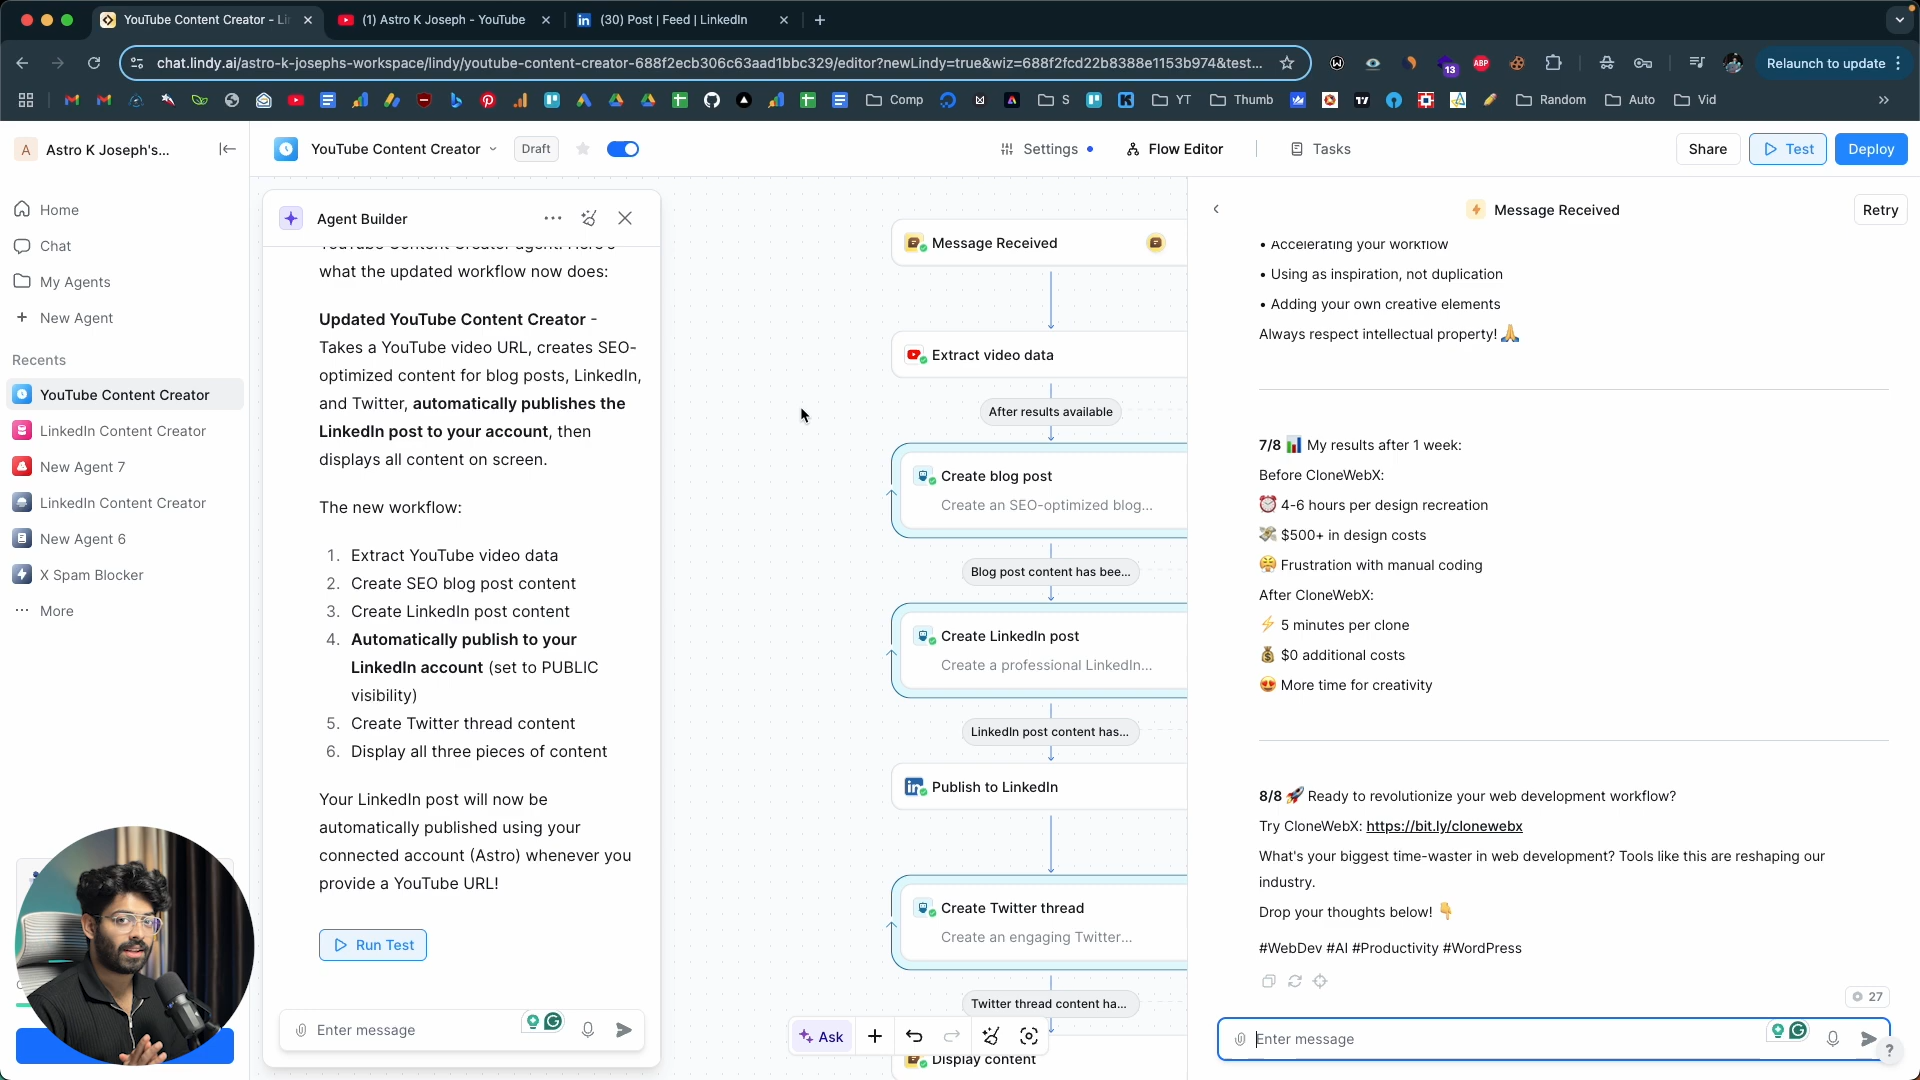 YouTube Content Creator - Li
(1) Astro K Joseph - YouTube
(30) Post | Feed | LinkedIn
chat.lindy.ai/astro-k-josephs-workspace/lindy/youtube-content-creator-688f2ecb306c63aad1bbc329/editor?newLindy=true&wiz=688f2fcd22b8388e1153b974&test...
13
ABP
Relaunch to update
Comp
S
YT
Thumb
Random
Auto
Vid
A
Astro K Joseph's...
Home
Chat
My Agents
New Agent
Recents
YouTube Content Creator
LinkedIn Content Creator
New Agent 7
LinkedIn Content Creator
New Agent 6
X Spam Blocker
More
YouTube Content Creator
Draft
Settings
Flow Editor
Tasks
Share
Test
Deploy
Agent Builder
YouTube Content Creator agent. Here's
what the updated workflow now does:
Updated YouTube Content Creator -
Takes a YouTube video URL, creates SEO-
optimized content for blog posts, LinkedIn,
and Twitter, automatically publishes the
LinkedIn post to your account, then
displays all content on screen.
The new workflow:
1. Extract YouTube video data
2. Create SEO blog post content
3. Create LinkedIn post content
4. Automatically publish to your
LinkedIn account (set to PUBLIC
visibility)
5. Create Twitter thread content
6. Display all three pieces of content
Your LinkedIn post will now be
automatically published using your
connected account (Astro) whenever you
provide a YouTube URL!
Run Test
Enter message
Message Received
Extract video data
After results available
Create blog post
Create an SEO-optimized blog...
Blog post content has bee...
Create LinkedIn post
Create a professional LinkedIn...
LinkedIn post content has...
Publish to LinkedIn
Create Twitter thread
Create an engaging Twitter...
Twitter thread content ha...
Display content
Ask
Message Received
Retry
• Accelerating your workflow
• Using as inspiration, not duplication
• Adding your own creative elements
Always respect intellectual property! 🙏
7/8 📊 My results after 1 week:
Before CloneWebX:
⏰ 4-6 hours per design recreation
💸 $500+ in design costs
😤 Frustration with manual coding
After CloneWebX:
⚡ 5 minutes per clone
💰 $0 additional costs
😍 More time for creativity
8/8 🚀 Ready to revolutionize your web development workflow?
Try CloneWebX: https://bit.ly/clonewebx
What's your biggest time-waster in web development? Tools like this are reshaping our
industry.
Drop your thoughts below! 👇
#WebDev #AI #Productivity #WordPress
27
Enter message
?